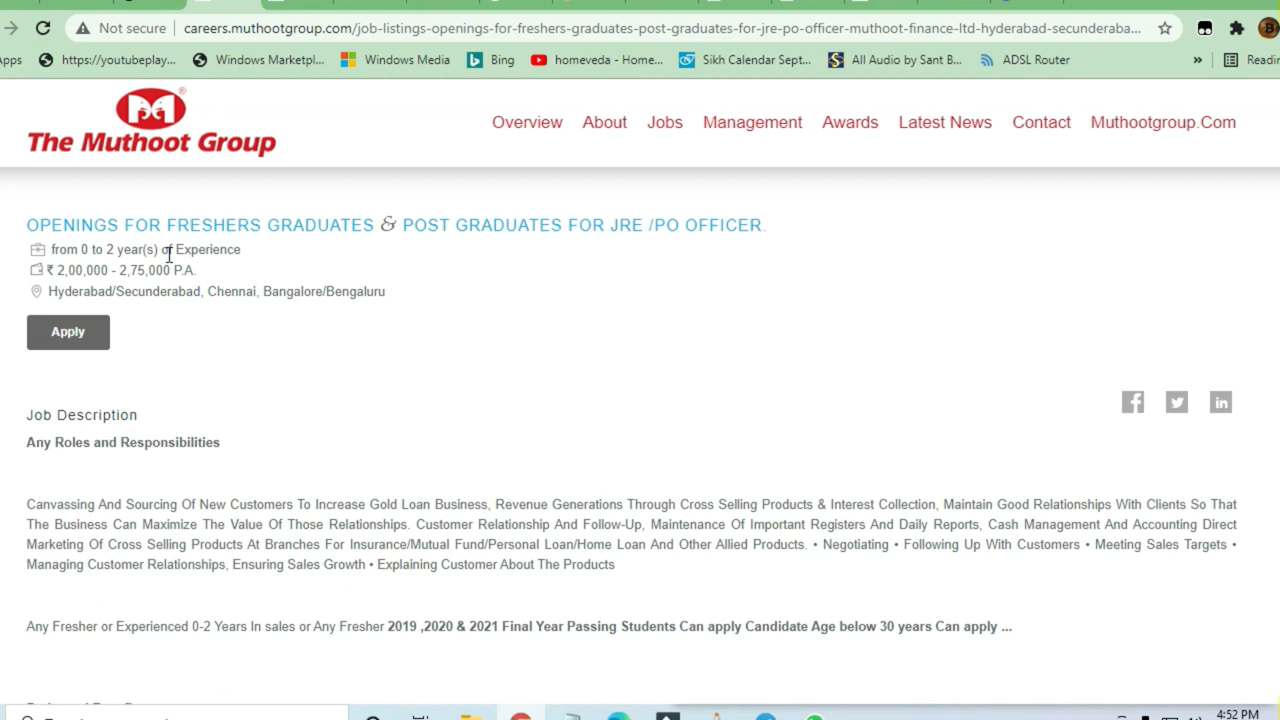 Not secure careers.muthootgroup.com/job-listings-openings-for-freshers-graduates-post-graduates-for-jre-po-officer-muthoot-finance-ltd-hyderabad-secunderaba...
https://youtubeplay... Windows Marketpl... Windows Media Bing homeveda - Home... Sikh Calendar Sept... All Audio by Sant B... ADSL Router »
The Muthoot Group
Overview About Jobs Management Awards Latest News Contact Muthootgroup.Com
OPENINGS FOR FRESHERS GRADUATES & POST GRADUATES FOR JRE /PO OFFICER.
from 0 to 2 year(s) of Experience
₹ 2,00,000 - 2,75,000 P.A.
Hyderabad/Secunderabad, Chennai, Bangalore/Bengaluru
Apply
Job Description
Any Roles and Responsibilities
Canvassing And Sourcing Of New Customers To Increase Gold Loan Business, Revenue Generations Through Cross Selling Products & Interest Collection, Maintain Good Relationships With Clients So That
The Business Can Maximize The Value Of Those Relationships. Customer Relationship And Follow-Up, Maintenance Of Important Registers And Daily Reports, Cash Management And Accounting Direct
Marketing Of Cross Selling Products At Branches For Insurance/Mutual Fund/Personal Loan/Home Loan And Other Allied Products. • Negotiating • Following Up With Customers • Meeting Sales Targets •
Managing Customer Relationships, Ensuring Sales Growth • Explaining Customer About The Products
Any Fresher or Experienced 0-2 Years In sales or Any Fresher 2019 ,2020 & 2021 Final Year Passing Students Can apply Candidate Age below 30 years Can apply ...
4:52 PM